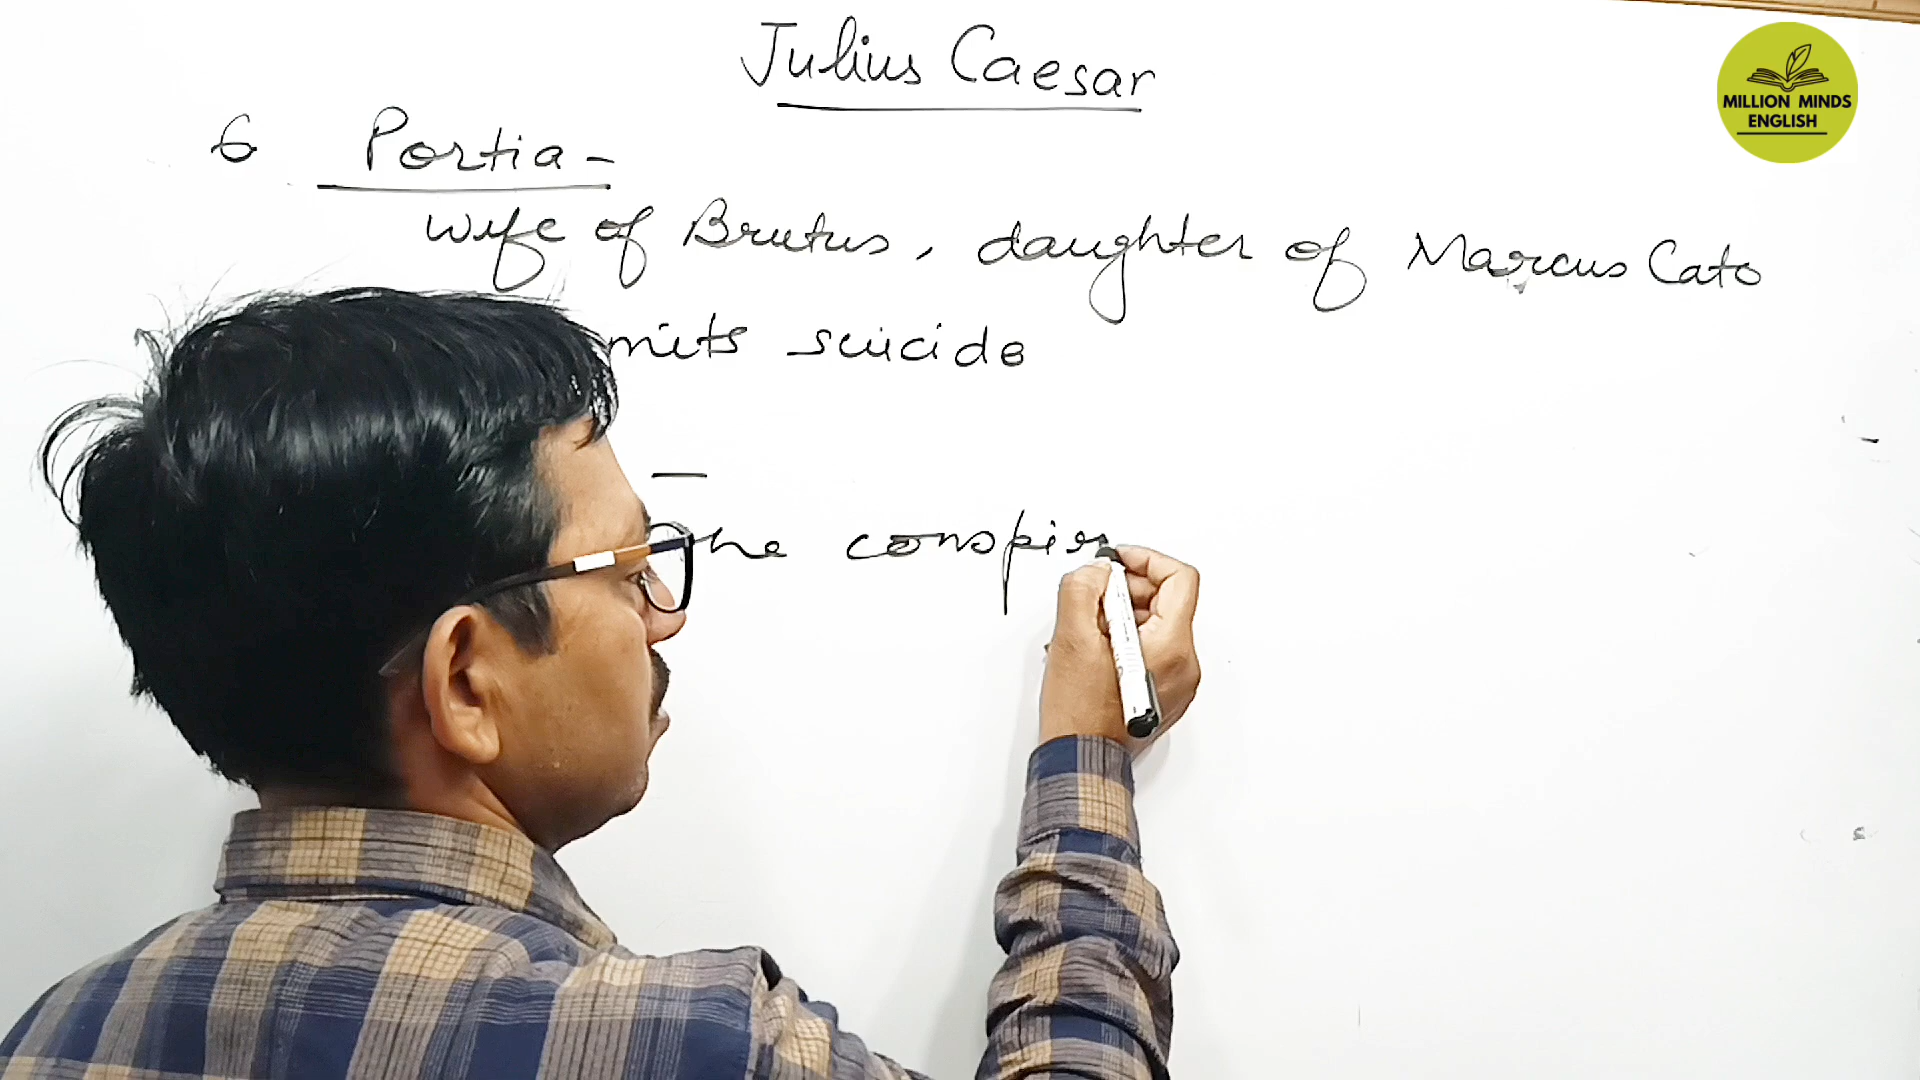 Julius Caesar
MILLION MINDS
ENGLISH
6 Portia -
wife of Brutus, daughter of Marcus Cato
mits suicide
-
he conspir